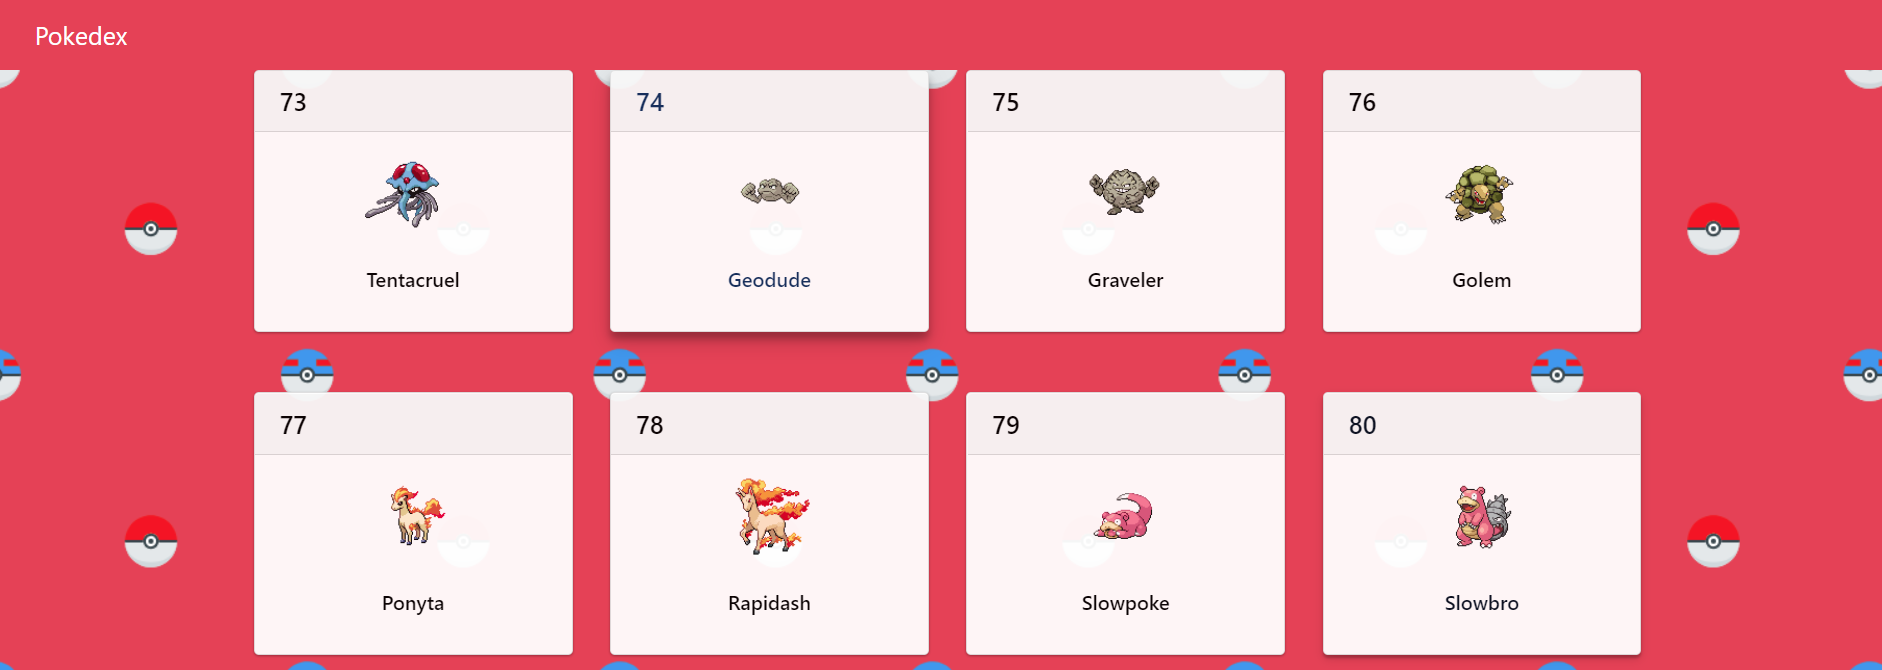 Pokedex
73
Tentacruel
74
Geodude
75
Graveler
76
Golem
77
Ponyta
78
Rapidash
79
Slowpoke
80
Slowbro